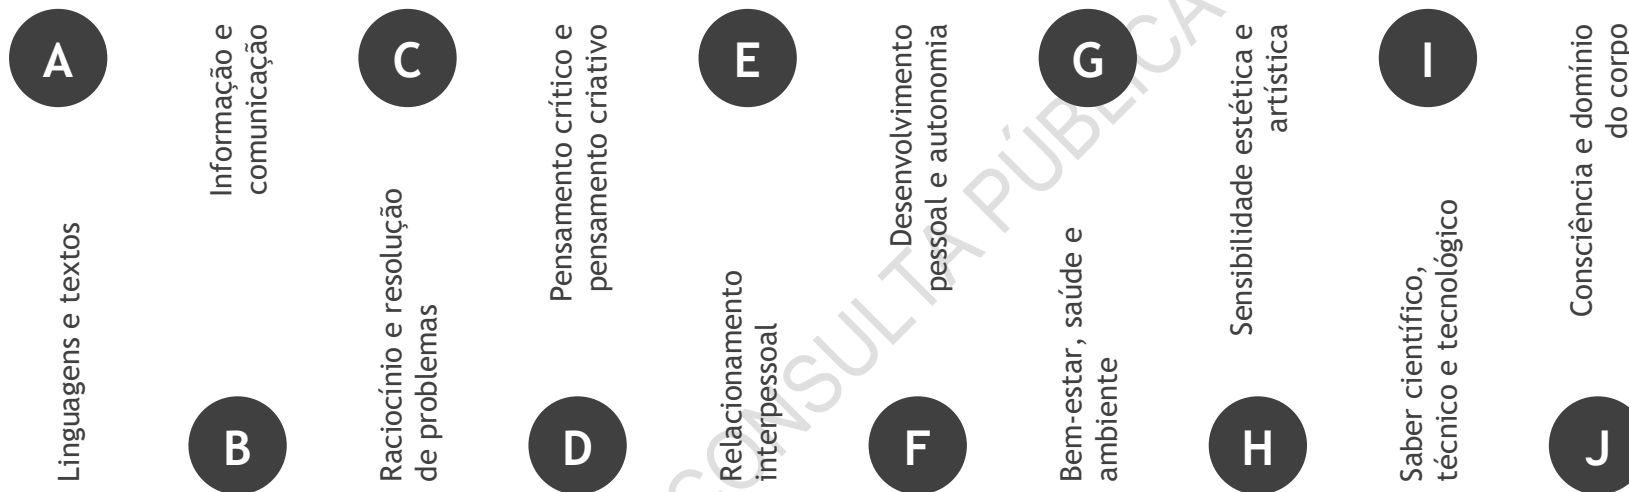 A
Linguagens e textos
B
Informação e
comunicação
C
Raciocínio e resolução
de problemas
D
Pensamento crítico e
pensamento criativo
E
Relacionamento
interpessoal
F
Desenvolvimento
pessoal e autonomia
G
Bem-estar, saúde e
ambiente
H
Sensibilidade estética e
artística
I
Saber científico,
técnico e tecnológico
J
Consciência e domínio
do corpo
CONSULTA PÚBLICA